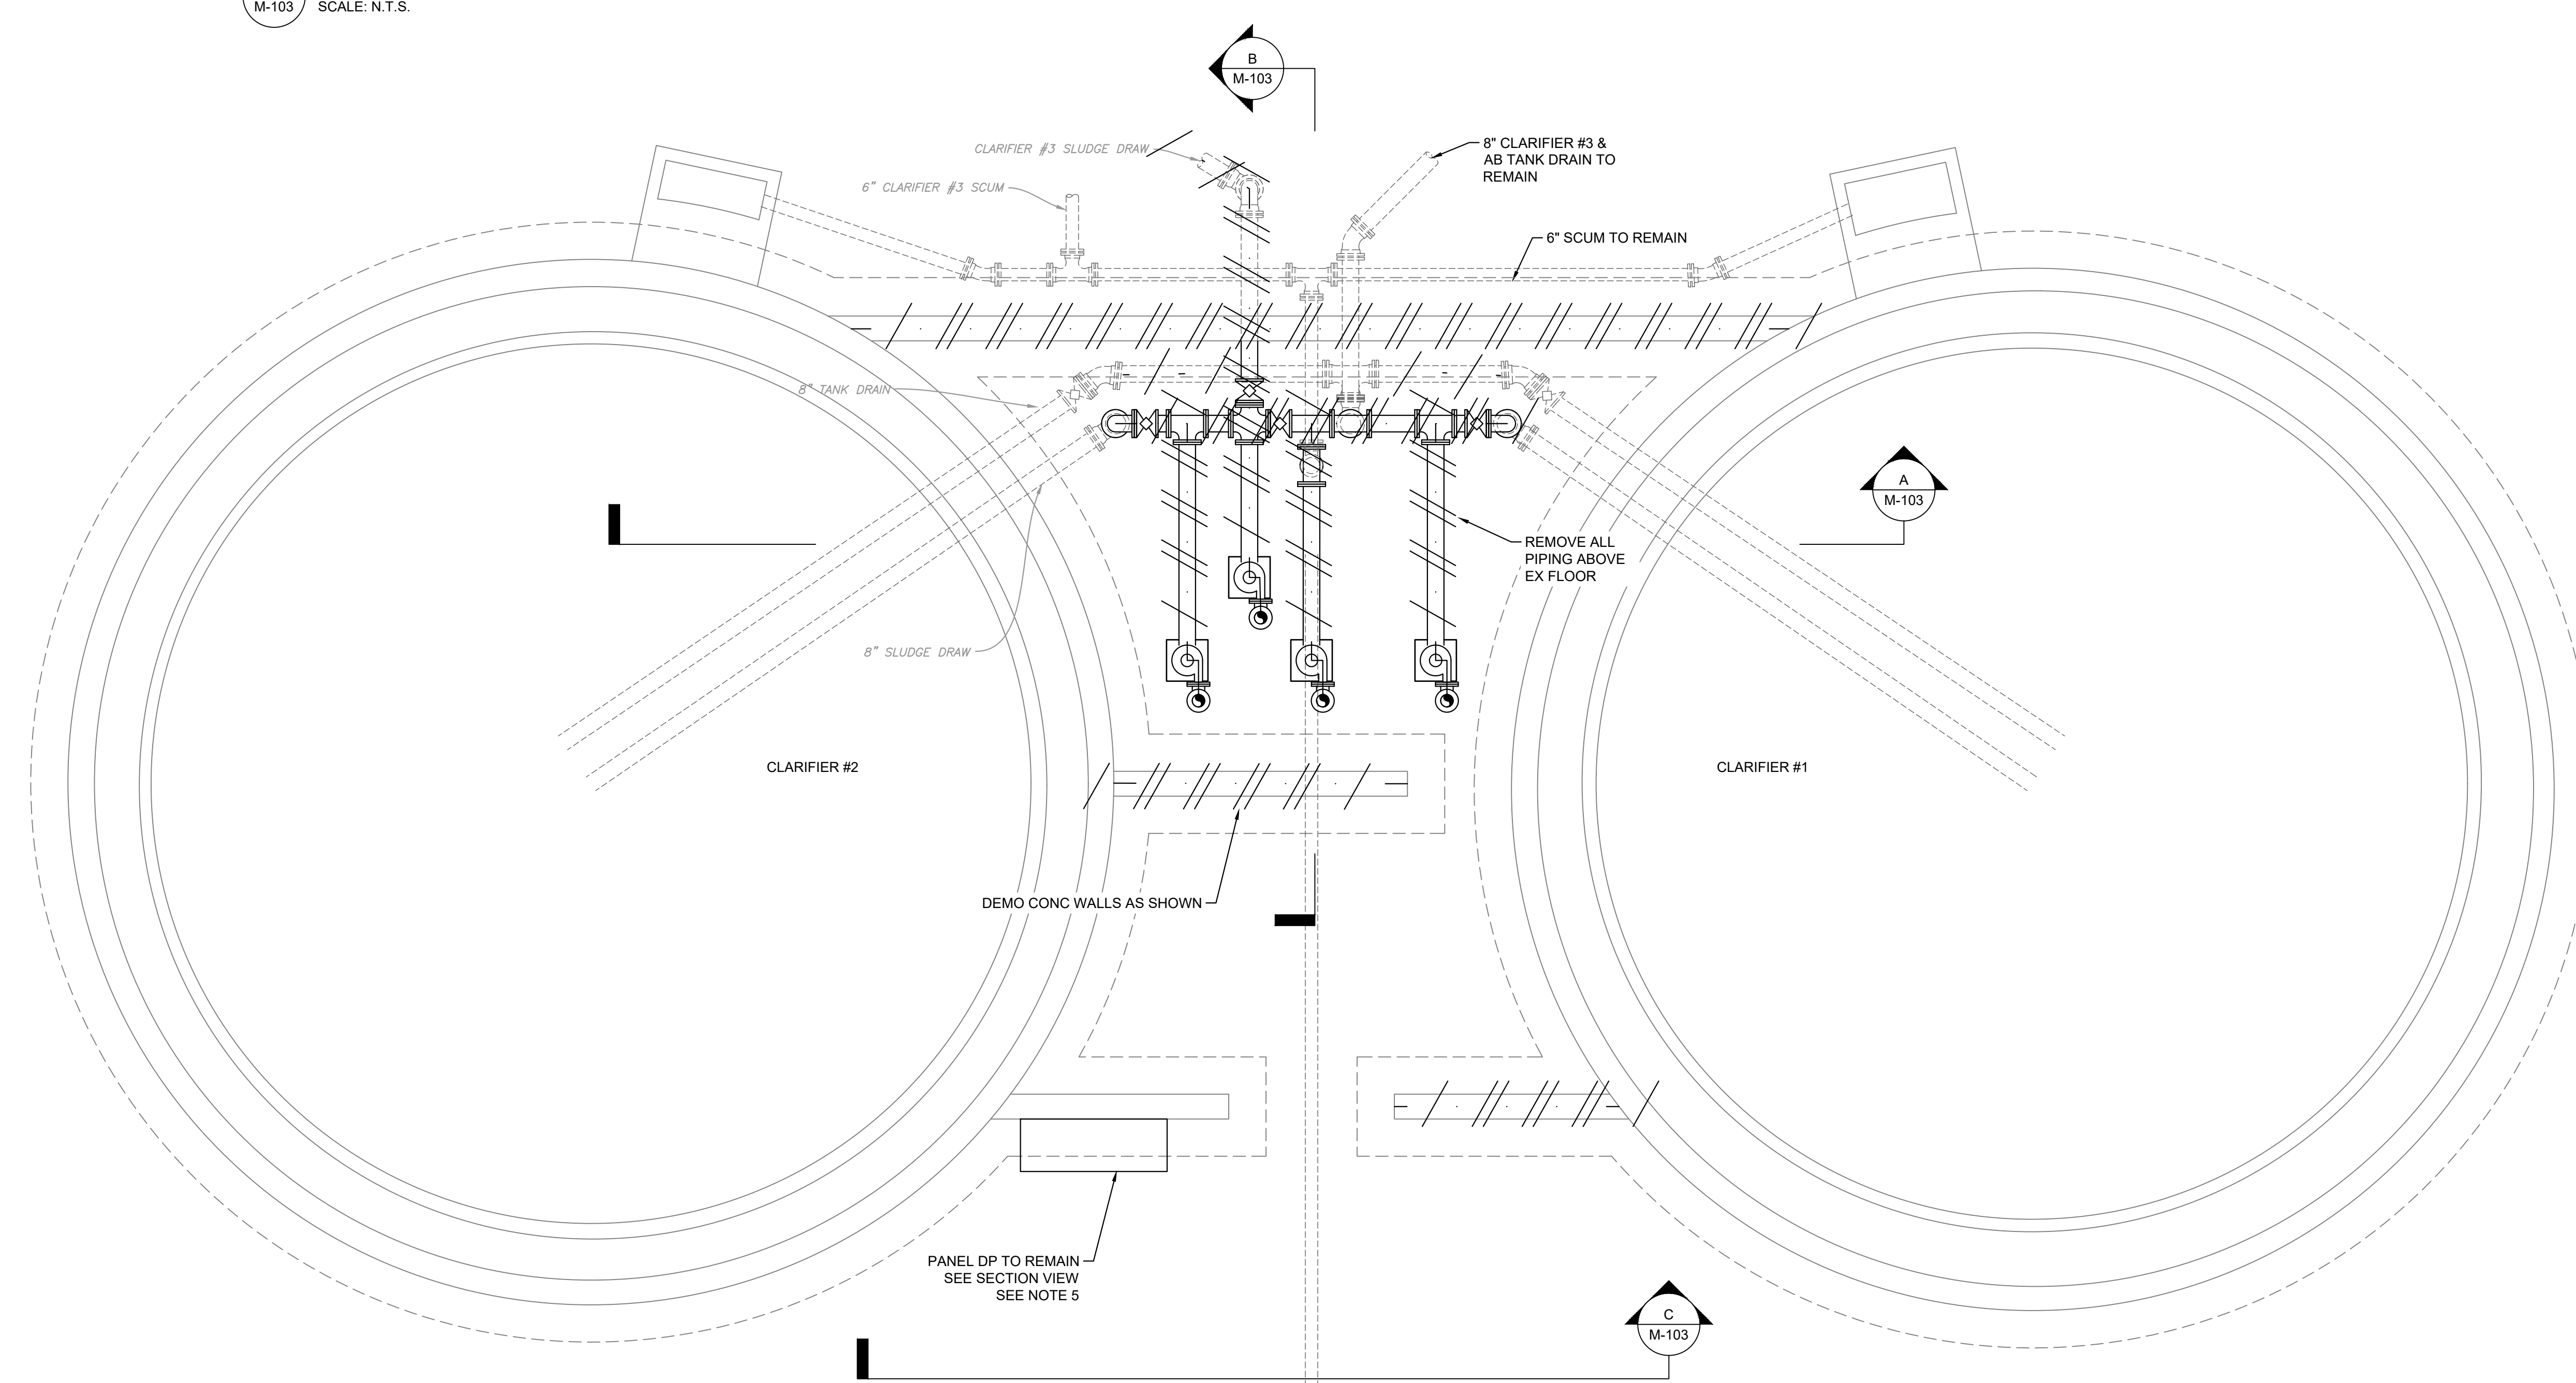 M-103
SCALE: N.T.S.
B
M-103
CLARIFIER #3 SLUDGE DRAW
8" CLARIFIER #3 &
AB TANK DRAIN TO
REMAIN
6" CLARIFIER #3 SCUM
6" SCUM TO REMAIN
8" TANK DRAIN
A
M-103
REMOVE ALL
PIPING ABOVE
EX FLOOR
8" SLUDGE DRAW
CLARIFIER #2
CLARIFIER #1
DEMO CONC WALLS AS SHOWN
PANEL DP TO REMAIN
SEE SECTION VIEW
SEE NOTE 5
C
M-103